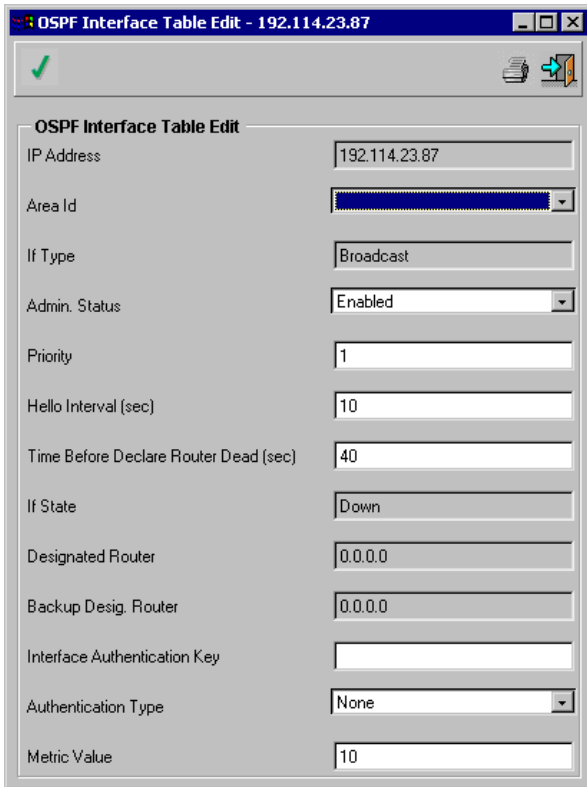 OSPF Interface Table Edit - 192.114.23.87
OSPF Interface Table Edit
IP Address 192.114.23.87
Area Id
If Type Broadcast
Admin. Status Enabled
Priority 1
Hello Interval (sec) 10
Time Before Declare Router Dead (sec) 40
If State Down
Designated Router 0.0.0.0
Backup Desig. Router 0.0.0.0
Interface Authentication Key
Authentication Type None
Metric Value 10